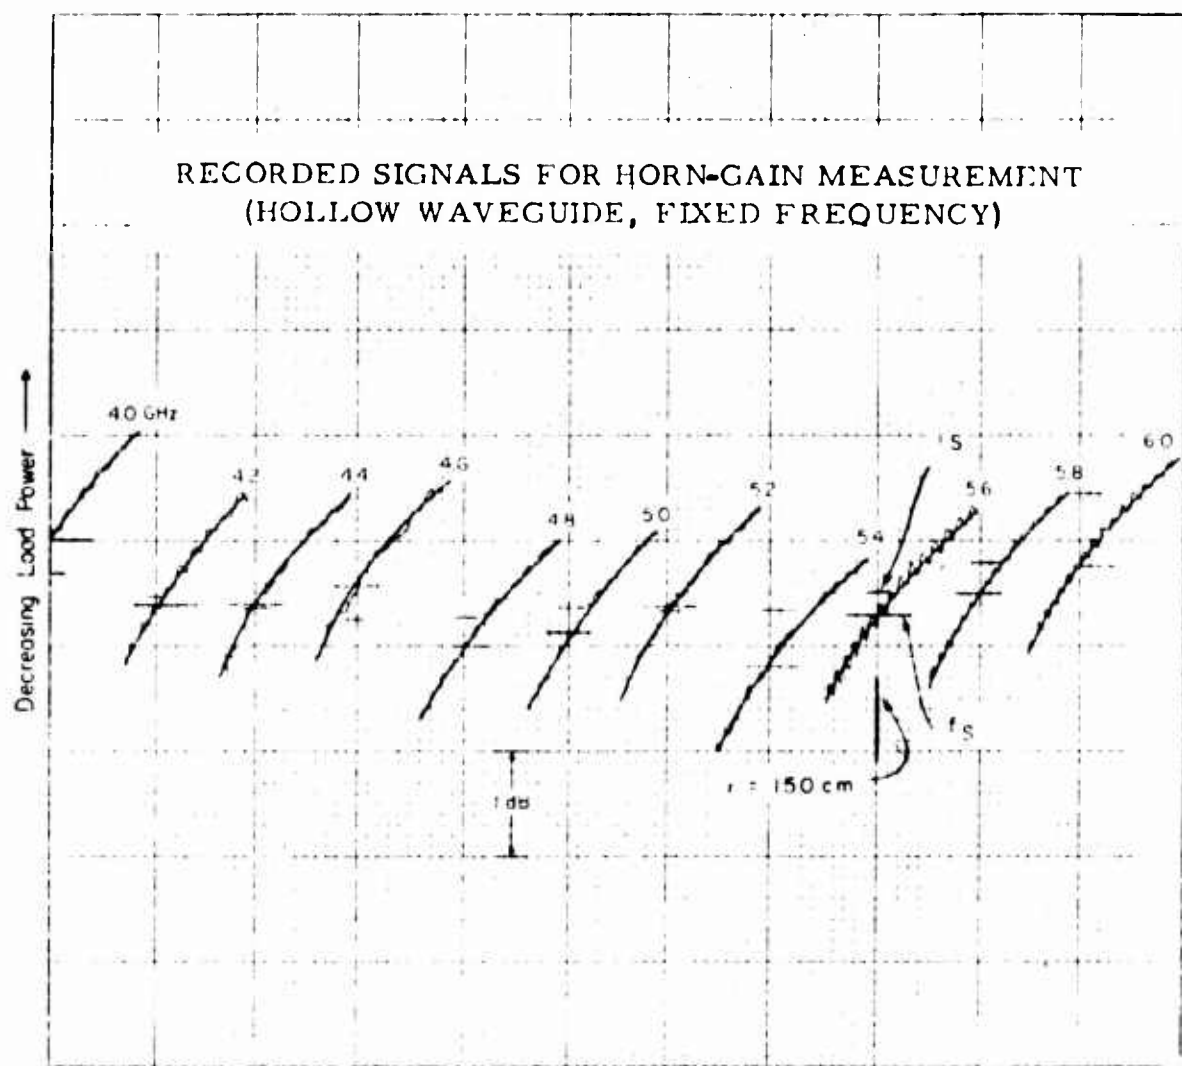 RECORDED SIGNALS FOR HORN-GAIN MEASUREMENT
(HOLLOW WAVEGUIDE, FIXED FREQUENCY)
Decreasing Load Power
40 GHz
42
44
46
48
50
52
54
S
56
58
60
f S
r = 150 cm
1 dB